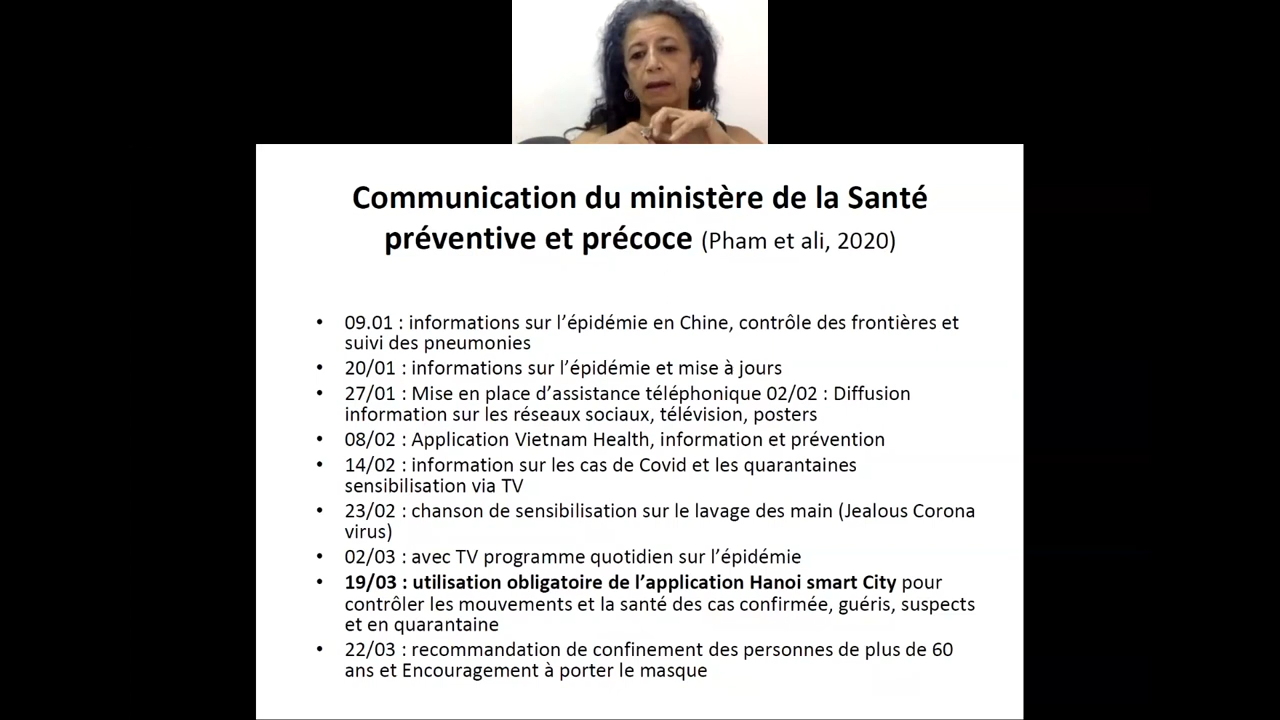 Communication du ministère de la Santé
préventive et précoce (Pham et ali, 2020)
• 09.01 : informations sur l'épidémie en Chine, contrôle des frontières et
suivi des pneumonies
• 20/01 : informations sur l'épidémie et mise à jours
• 27/01 : Mise en place d'assistance téléphonique 02/02 : Diffusion
information sur les réseaux sociaux, télévision, posters
• 08/02 : Application Vietnam Health, information et prévention
• 14/02 : information sur les cas de Covid et les quarantaines
sensibilisation via TV
• 23/02 : chanson de sensibilisation sur le lavage des main (Jealous Corona
virus)
• 02/03 : avec TV programme quotidien sur l'épidémie
• 19/03 : utilisation obligatoire de l'application Hanoi smart City pour
contrôler les mouvements et la santé des cas confirmée, guéris, suspects
et en quarantaine
• 22/03 : recommandation de confinement des personnes de plus de 60
ans et Encouragement à porter le masque